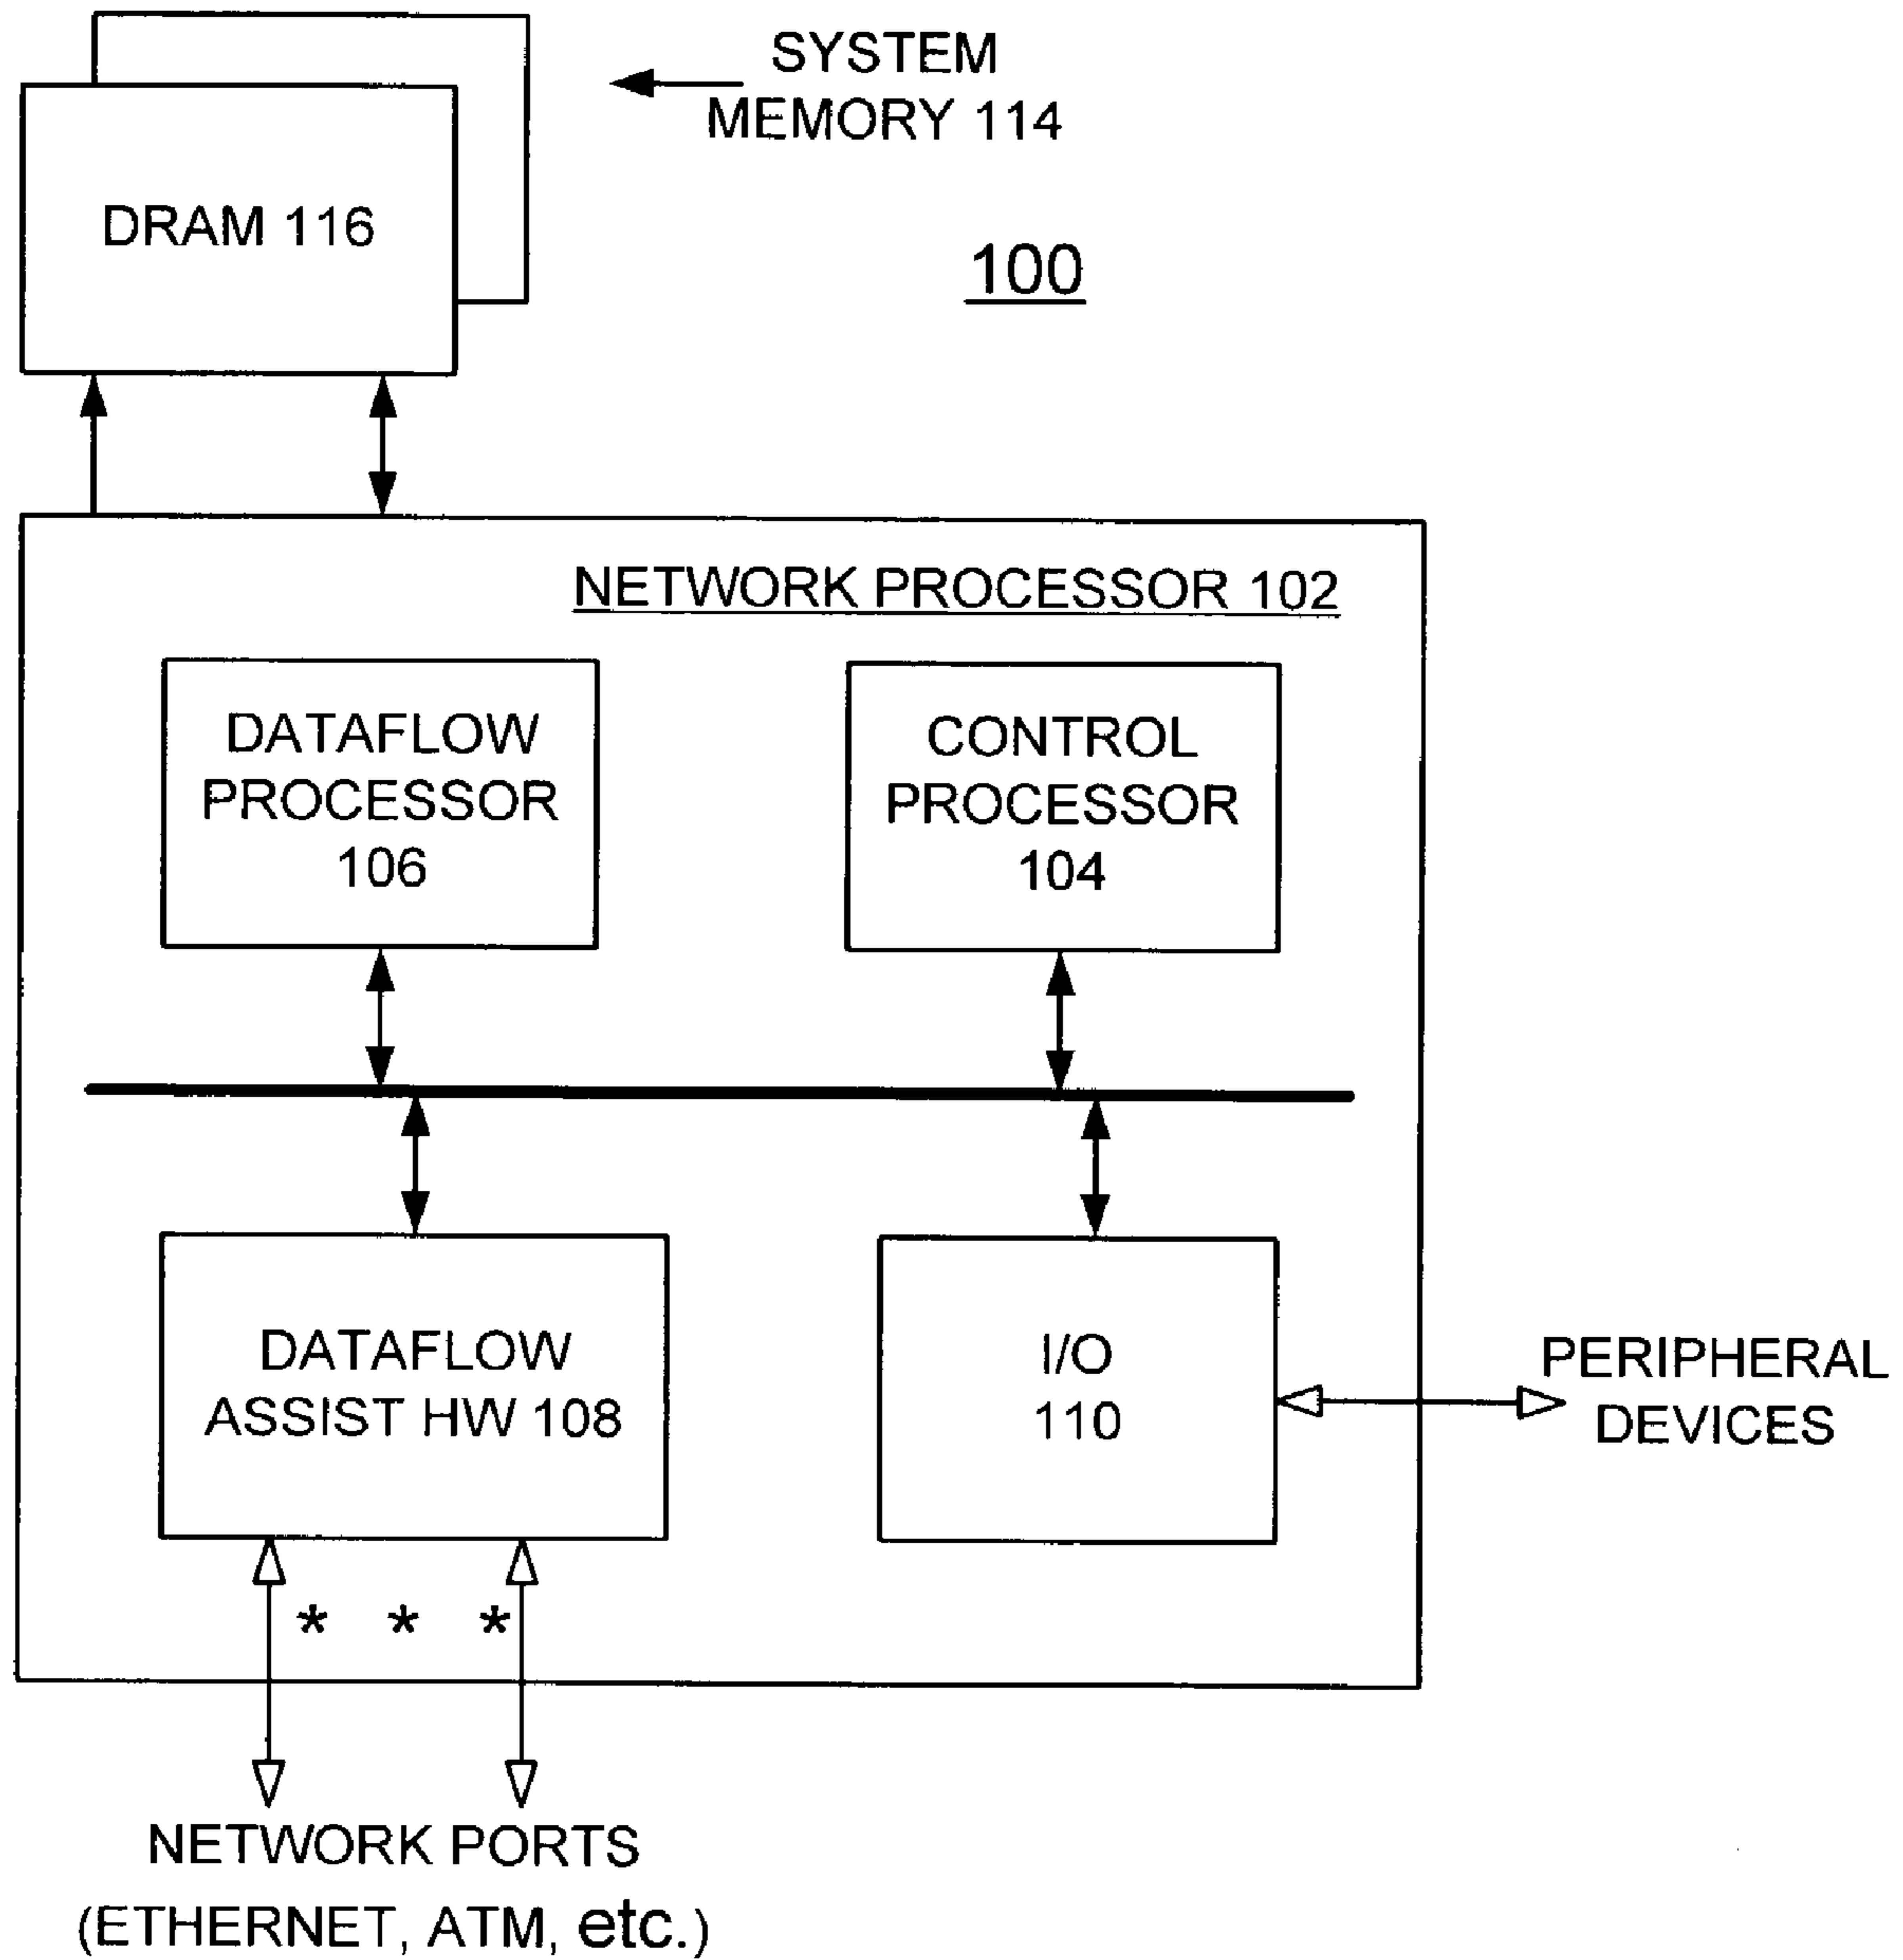 SYSTEM
MEMORY 114
DRAM 116
100
NETWORK PROCESSOR 102
DATAFLOW
PROCESSOR
106
CONTROL
PROCESSOR
104
DATAFLOW
ASSIST HW 108
I/O
110
PERIPHERAL
DEVICES
* * *
NETWORK PORTS
(ETHERNET, ATM, etc.)